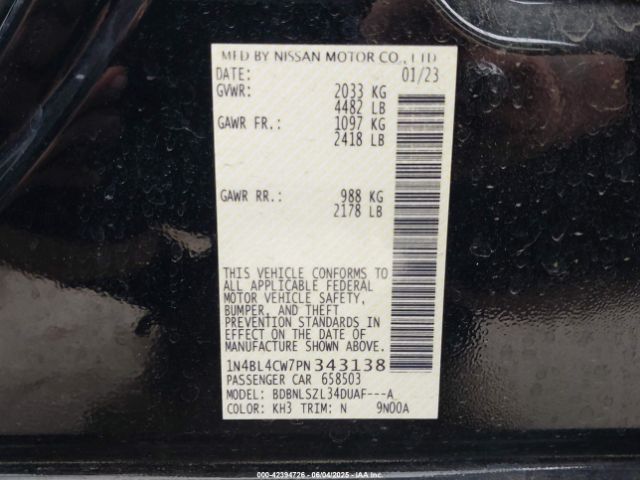 MFD BY NISSAN MOTOR CO., LTD
DATE: 01/23
GVWR: 2033 KG
4482 LB
GAWR FR.: 1097 KG
2418 LB
GAWR RR.: 988 KG
2178 LB
THIS VEHICLE CONFORMS TO
ALL APPLICABLE FEDERAL
MOTOR VEHICLE SAFETY,
BUMPER, AND THEFT
PREVENTION STANDARDS IN
EFFECT ON THE DATE OF
MANUFACTURE SHOWN ABOVE.
1N4BL4CW7PN343138
PASSENGER CAR 658503
MODEL: BDBNLSZL34DUAF---A
COLOR: KH3 TRIM: N 9N00A
000-42394726 - 06/04/2025 - IAAI Inc.